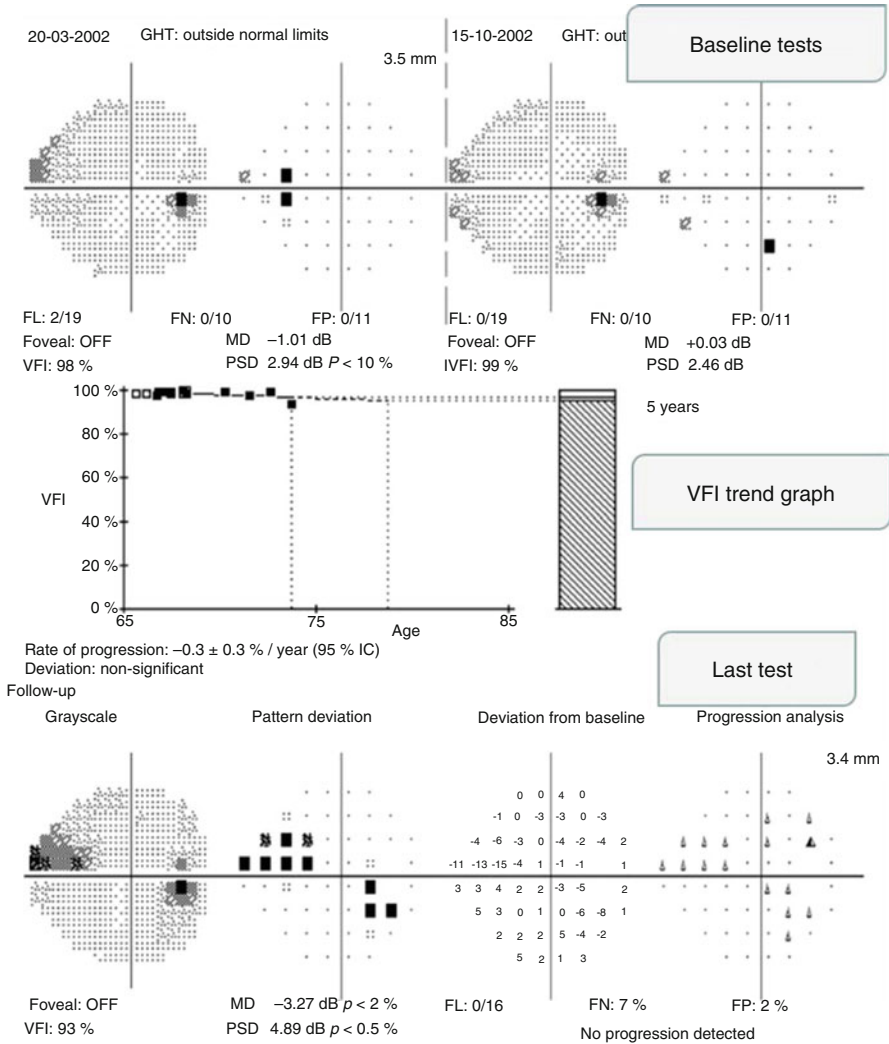 20-03-2002 GHT: outside normal limits
15-10-2002 GHT: out
Baseline tests
3.5 mm
FL: 2/19 FN: 0/10 FP: 0/11
Foveal: OFF MD –1.01 dB
VFI: 98 % PSD 2.94 dB P < 10 %
FL: 0/19 FN: 0/10 FP: 0/11
Foveal: OFF MD +0.03 dB
IVFI: 99 % PSD 2.46 dB
100 %
80 %
60 %
40 %
20 %
0 %
VFI
65 75 85
Age
5 years
VFI trend graph
Rate of progression: –0.3 ± 0.3 % / year (95 % IC)
Deviation: non-significant
Last test
Follow-up
Grayscale Pattern deviation Deviation from baseline Progression analysis
3.4 mm
0 0 4 0
-1 0 -3 -3 0 -3
-4 -6 -3 0 -4 -2 -4 2
-11 -13 -15 -4 1 -1 -1 1
3 3 4 2 2 -3 -5 2
5 3 0 1 0 -6 -8 1
2 2 2 5 -4 -2
5 2 1 3
Foveal: OFF MD –3.27 dB p < 2 % FL: 0/16 FN: 7 % FP: 2 %
VFI: 93 % PSD 4.89 dB p < 0.5 % No progression detected